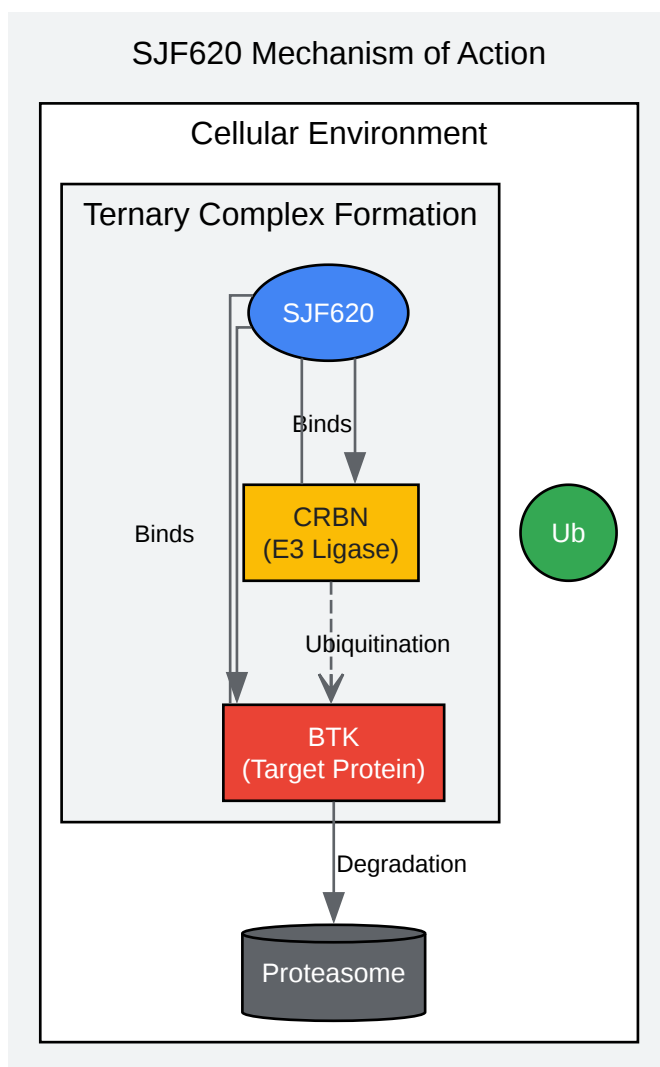 SJF620 Mechanism of Action
Cellular Environment
Ternary Complex Formation
SJF620
Binds
CRBN
(E3 Ligase)
Ub
Binds
Ubiquitination
BTK
(Target Protein)
Degradation
Proteasome